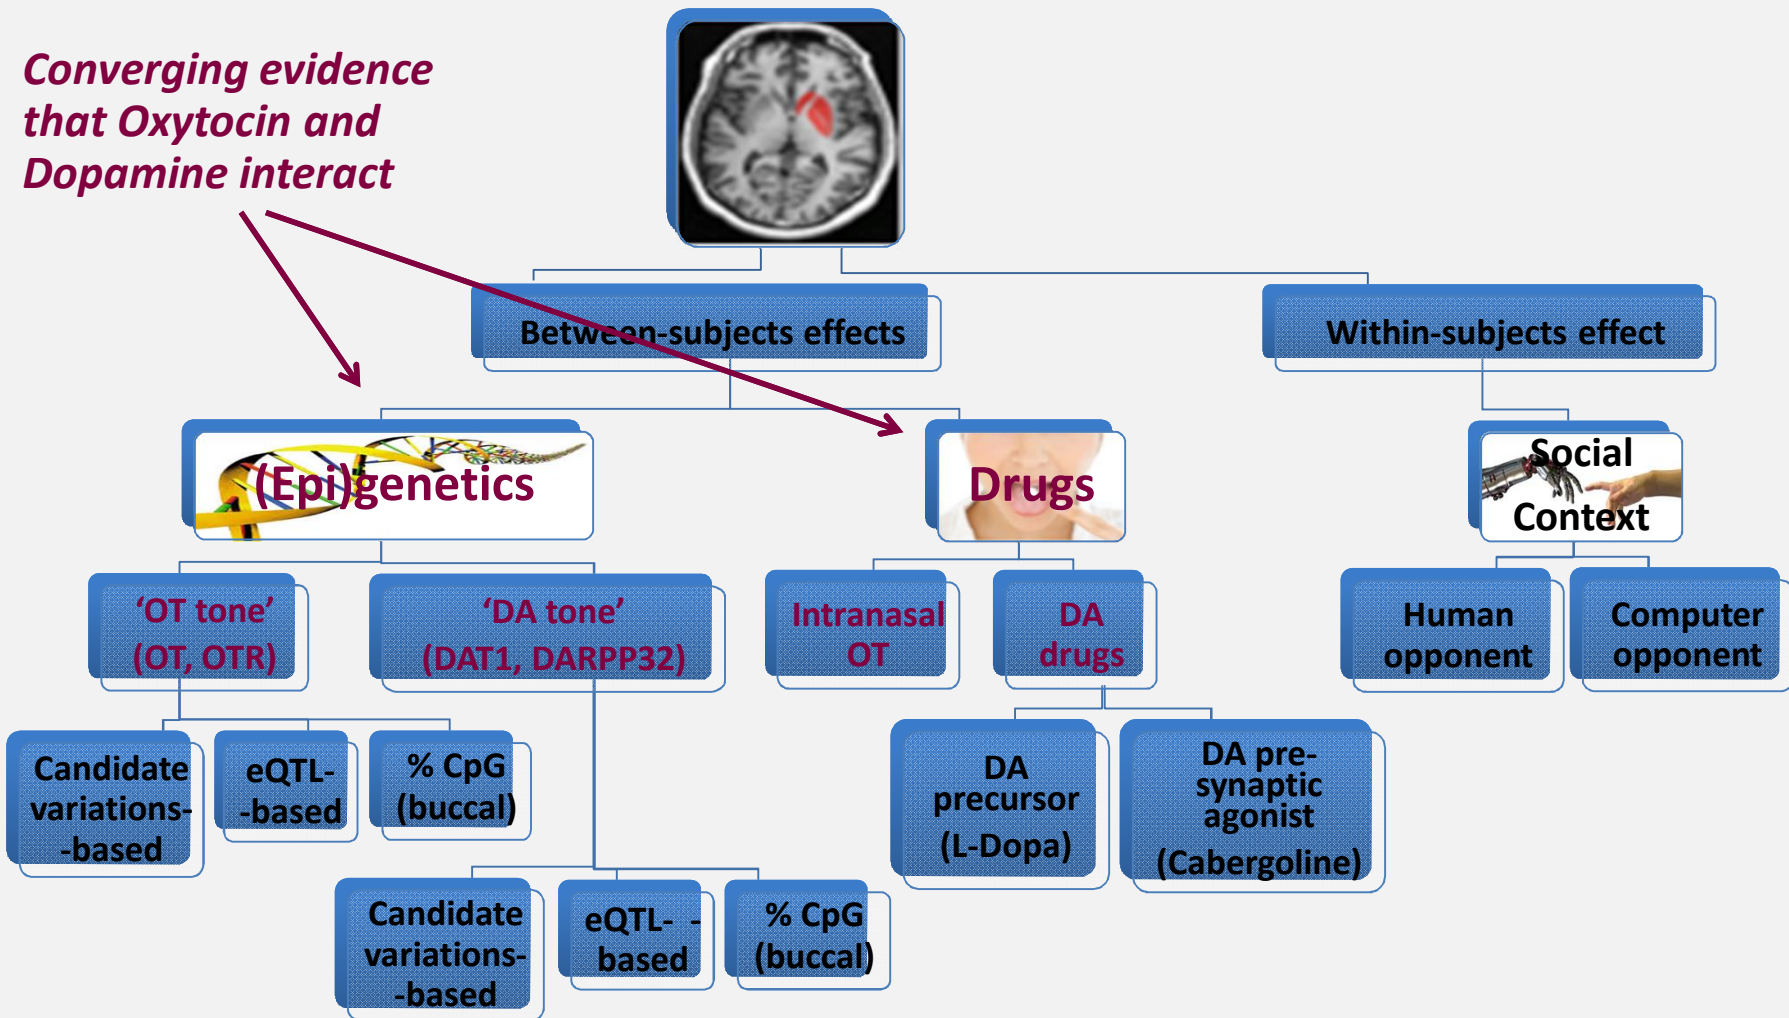 Converging evidence
that Oxytocin and
Dopamine interact
Between-subjects effects
Within-subjects effect
(Epi)genetics
Drugs
Social
Context
‘OT tone’
(OT, OTR)
‘DA tone’
(DAT1, DARPP32)
Intranasal
OT
DA
drugs
Human
opponent
Computer
opponent
Candidate
variations-
-based
eQTL-
-based
% CpG
(buccal)
DA
precursor
(L-Dopa)
DA pre-
synaptic
agonist
(Cabergoline)
Candidate
variations-
-based
eQTL- -
based
% CpG
(buccal)